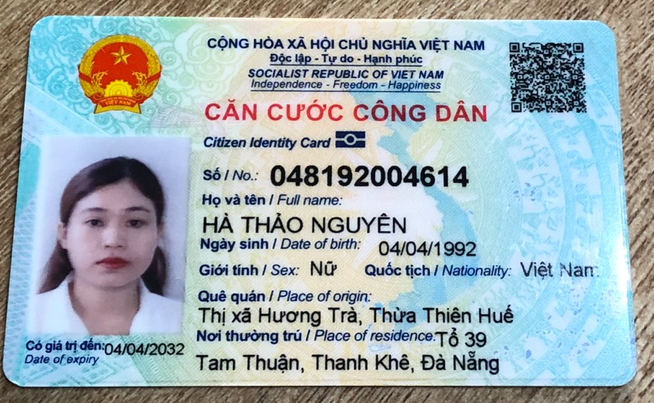 CỘNG HÒA XÃ HỘI CHỦ NGHĨA VIỆT NAM
Độc lập - Tự do - Hạnh phúc
SOCIALIST REPUBLIC OF VIET NAM
Independence - Freedom - Happiness
CĂN CƯỚC CÔNG DÂN
Citizen Identity Card
Số / No.: 048192004614
Họ và tên / Full name:
HÀ THẢO NGUYÊN
Ngày sinh / Date of birth: 04/04/1992
Giới tính / Sex: Nữ Quốc tịch / Nationality: Việt Nam
Quê quán / Place of origin:
Thị xã Hương Trà, Thừa Thiên Huế
Nơi thường trú / Place of residence: Tổ 39
Tam Thuận, Thanh Khê, Đà Nẵng
Có giá trị đến: 04/04/2032
Date of expiry